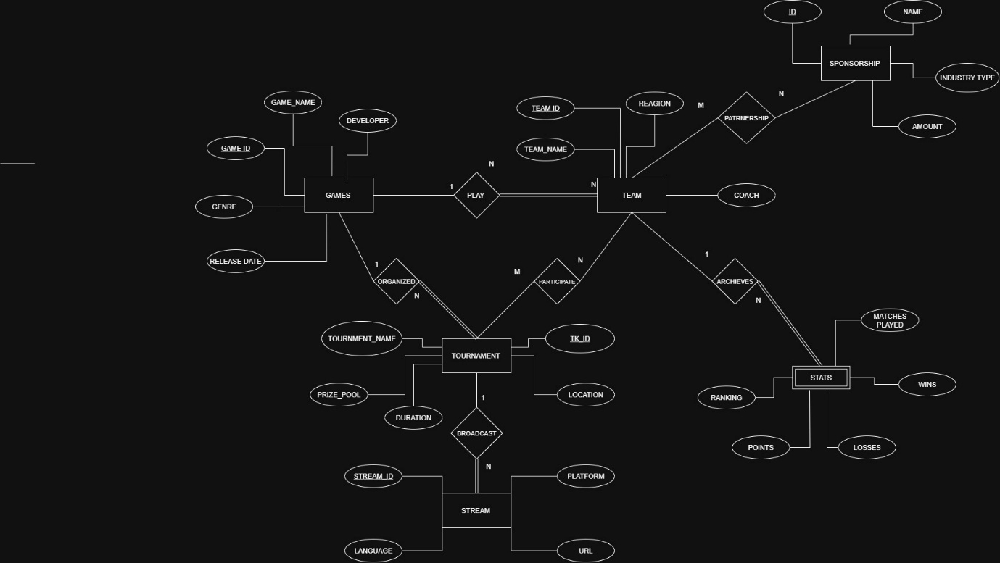 ID
NAME
SPONSORSHIP
INDUSTRY TYPE
AMOUNT
N
M
PATRNERSHIP
GAME_NAME
DEVELOPER
GAME ID
GENRE
RELEASE DATE
GAMES
TEAM ID
REAGION
TEAM_NAME
N
1
PLAY
N
TEAM
COACH
1
ORGANIZED
N
M
PARTICIPATE
N
1
ARCHIEVES
N
TOURNMENT_NAME
TK_ID
TOURNAMENT
PRIZE_POOL
DURATION
LOCATION
1
BROADCAST
N
MATCHES
PLAYED
STATS
WINS
RANKING
POINTS
LOSSES
STREAM_ID
PLATFORM
STREAM
LANGUAGE
URL